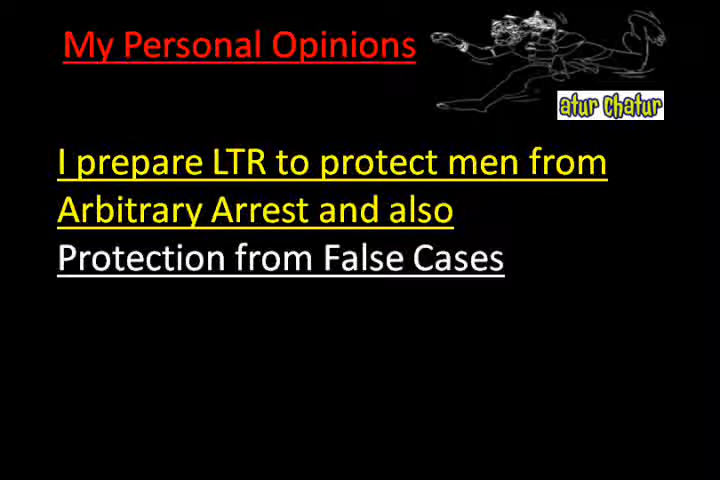 My Personal Opinions
atur chatur
I prepare LTR to protect men from
Arbitrary Arrest and also
Protection from False Cases